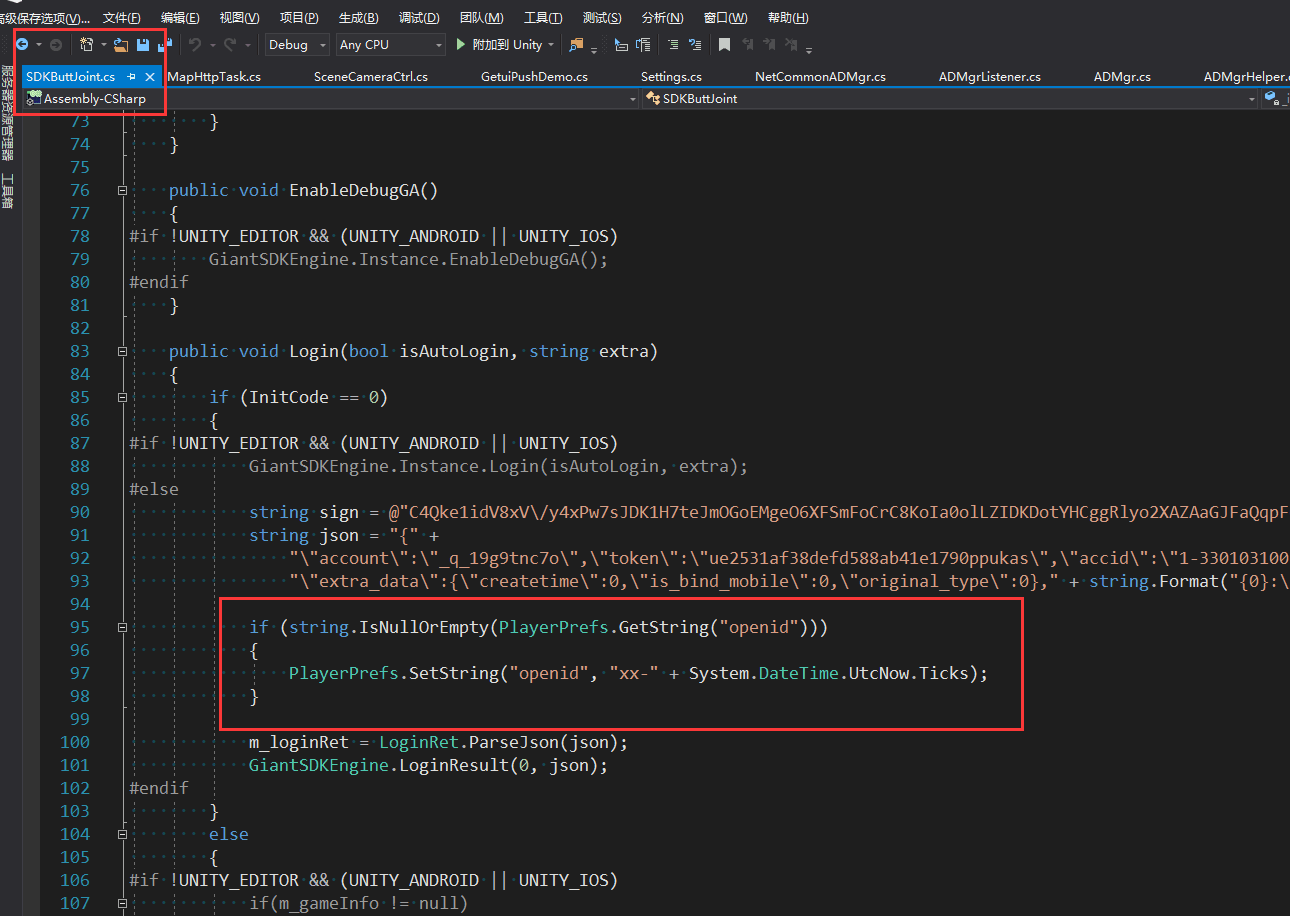 高级保存选项(V)... 文件(F) 编辑(E) 视图(V) 项目(P) 生成(B) 调试(D) 团队(M) 工具(T) 测试(S) 分析(N) 窗口(W) 帮助(H)
Debug Any CPU 附加到 Unity
SDKButtJoint.cs MapHttpTask.cs SceneCameraCtrl.cs GetuiPushDemo.cs Settings.cs NetCommonADMgr.cs ADMgrListener.cs ADMgr.cs ADMgrHelper.c
Assembly-CSharp SDKButtJoint
服务器资源管理器
工具箱
73 }
74 }
75
76 public void EnableDebugGA()
77 {
78 #if !UNITY_EDITOR && (UNITY_ANDROID || UNITY_IOS)
79 GiantSDKEngine.Instance.EnableDebugGA();
80 #endif
81 }
82
83 public void Login(bool isAutoLogin, string extra)
84 {
85 if (InitCode == 0)
86 {
87 #if !UNITY_EDITOR && (UNITY_ANDROID || UNITY_IOS)
88 GiantSDKEngine.Instance.Login(isAutoLogin, extra);
89 #else
90 string sign = @"C4Qke1idV8xV\/y4xPw7sJDK1H7teJmOGoEMgeO6XFSmFoCrC8KoIa0olLZIDKDotYHCggRlyo2XAZAaGJFaQqpF
91 string json = "{" +
92 "\"account\":\"_q_19g9tnc7o\",\"token\":\"ue2531af38defd588ab41e1790ppukas\",\"accid\":\"1-330103100
93 "\"extra_data\":{\"createtime\":0,\"is_bind_mobile\":0,\"original_type\":0}," + string.Format("{0}:\
94
95 if (string.IsNullOrEmpty(PlayerPrefs.GetString("openid")))
96 {
97 PlayerPrefs.SetString("openid", "xx-" + System.DateTime.UtcNow.Ticks);
98 }
99
100 m_loginRet = LoginRet.ParseJson(json);
101 GiantSDKEngine.LoginResult(0, json);
102 #endif
103 }
104 else
105 {
106 #if !UNITY_EDITOR && (UNITY_ANDROID || UNITY_IOS)
107 if(m_gameInfo != null)